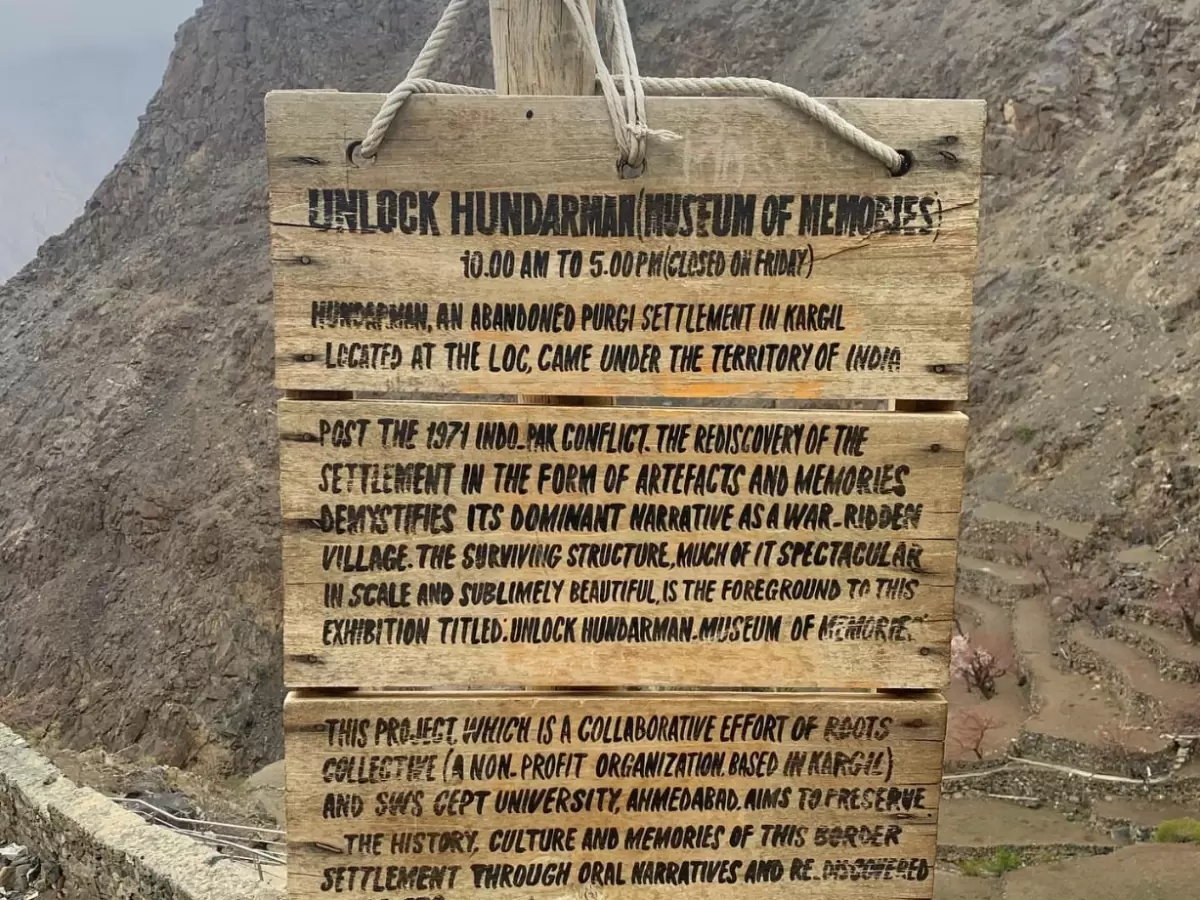 UNLOCK HUNDARMAN (MUSEUM OF MEMORIES)
10.00 AM TO 5.00 PM (CLOSED ON FRIDAY)
HUNDARMAN, AN ABANDONED PURGI SETTLEMENT IN KARGIL
LOCATED AT THE LOC, CAME UNDER THE TERRITORY OF INDIA
POST THE 1971 INDO-PAK CONFLICT. THE REDISCOVERY OF THE
SETTLEMENT IN THE FORM OF ARTEFACTS AND MEMORIES
DEMYSTIFIES ITS DOMINANT NARRATIVE AS A WAR-RIDDEN
VILLAGE. THE SURVIVING STRUCTURE, MUCH OF IT SPECTACULAR
IN SCALE AND SUBLIMELY BEAUTIFUL, IS THE FOREGROUND TO THIS
EXHIBITION TITLED 'UNLOCK HUNDARMAN-MUSEUM OF MEMORIES'
THIS PROJECT, WHICH IS A COLLABORATIVE EFFORT OF ROOTS
COLLECTIVE (A NON-PROFIT ORGANIZATION, BASED IN KARGIL)
AND SWS CEPT UNIVERSITY, AHMEDABAD, AIMS TO PRESERVE
THE HISTORY, CULTURE AND MEMORIES OF THIS BORDER
SETTLEMENT THROUGH ORAL NARRATIVES AND RE-DISCOVERED